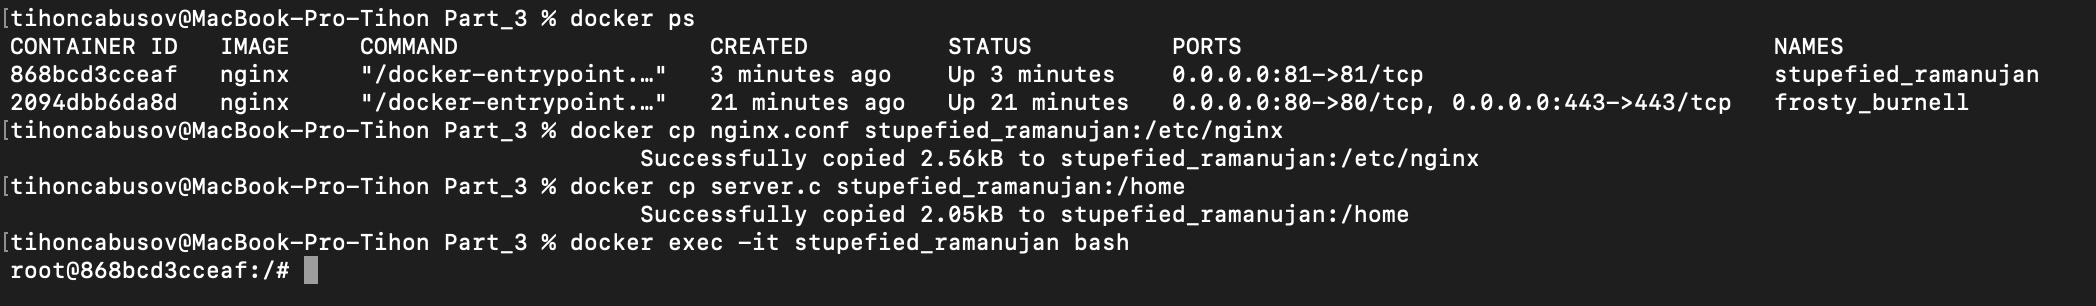 [tihoncabusov@MacBook-Pro-Tihon Part_3 % docker ps
CONTAINER ID   IMAGE     COMMAND                  CREATED          STATUS          PORTS                                      NAMES
868bcd3cceaf   nginx     "/docker-entrypoint.…"   3 minutes ago    Up 3 minutes    0.0.0.0:81->81/tcp                         stupefied_ramanujan
2094dbb6da8d   nginx     "/docker-entrypoint.…"   21 minutes ago   Up 21 minutes   0.0.0.0:80->80/tcp, 0.0.0.0:443->443/tcp   frosty_burnell
[tihoncabusov@MacBook-Pro-Tihon Part_3 % docker cp nginx.conf stupefied_ramanujan:/etc/nginx
Successfully copied 2.56kB to stupefied_ramanujan:/etc/nginx
[tihoncabusov@MacBook-Pro-Tihon Part_3 % docker cp server.c stupefied_ramanujan:/home
Successfully copied 2.05kB to stupefied_ramanujan:/home
[tihoncabusov@MacBook-Pro-Tihon Part_3 % docker exec -it stupefied_ramanujan bash
root@868bcd3cceaf:/#